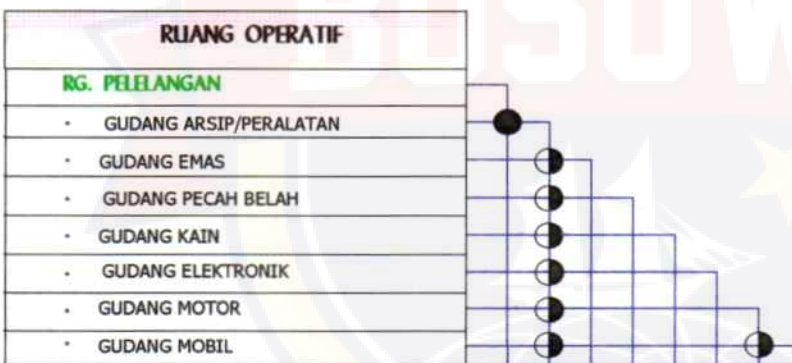 BOSOW
RUANG OPERATIF
RG. PELELANGAN
- GUDANG ARSIP/PERALATAN
- GUDANG EMAS
- GUDANG PECAH BELAH
- GUDANG KAIN
- GUDANG ELEKTRONIK
- GUDANG MOTOR
- GUDANG MOBIL